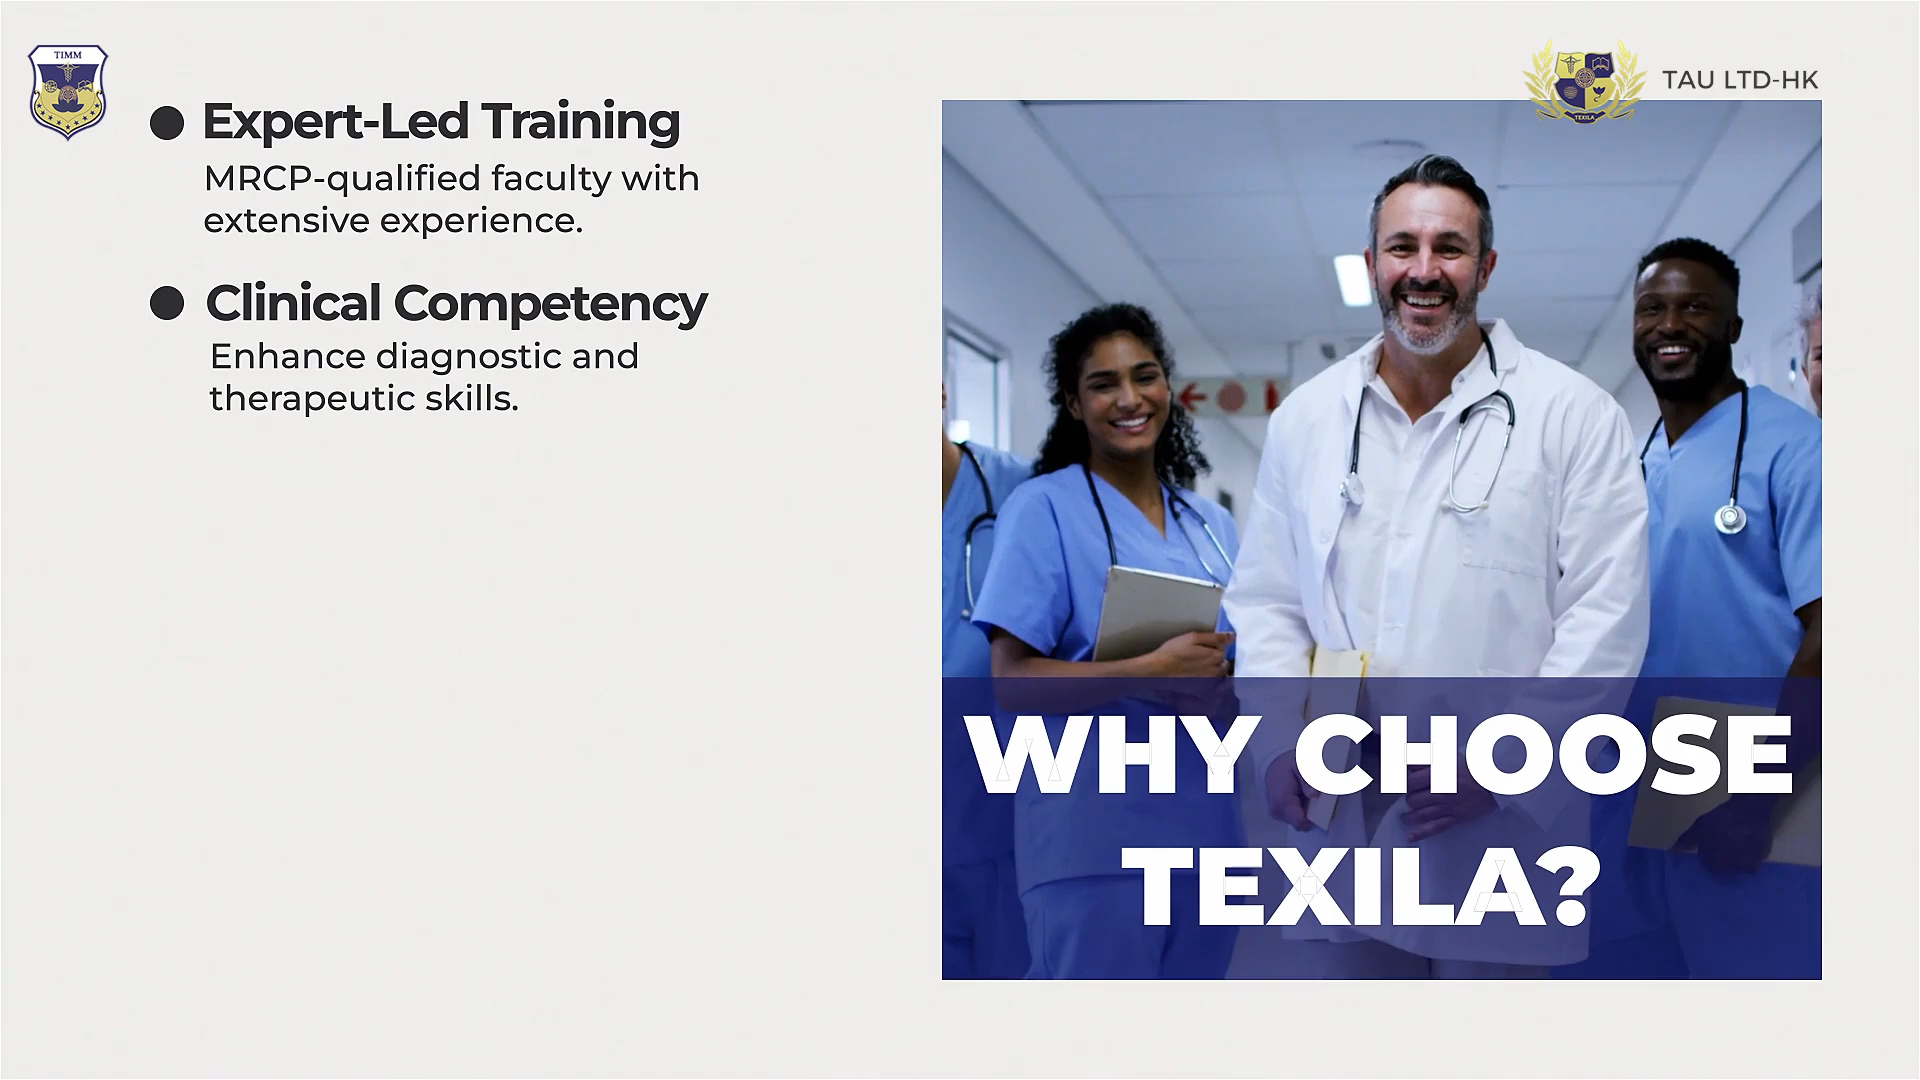 TIMM
Expert-Led Training
MRCP-qualified faculty with
extensive experience.
Clinical Competency
Enhance diagnostic and
therapeutic skills.
TEXILA
TAU LTD-HK
WHY CHOOSE
TEXILA?